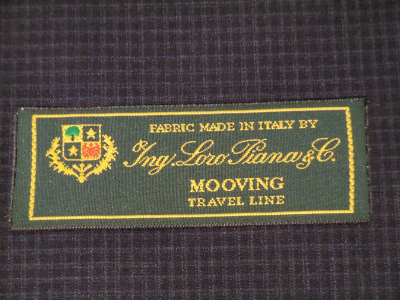 FABRIC MADE IN ITALY BY
Ing. Loro Piana & C.
MOOVING
TRAVEL LINE